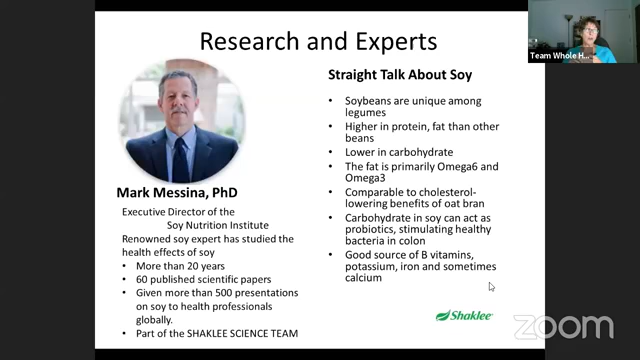 Research and Experts
Team Whole H...
Mark Messina, PhD
Executive Director of the
Soy Nutrition Institute
Renowned soy expert has studied the
health effects of soy
• More than 20 years
• 60 published scientific papers
• Given more than 500 presentations
on soy to health professionals
globally.
• Part of the SHAKLEE SCIENCE TEAM
Straight Talk About Soy
• Soybeans are unique among
legumes
• Higher in protein, fat than other
beans
• Lower in carbohydrate
• The fat is primarily Omega6 and
Omega3
• Comparable to cholesterol-
lowering benefits of oat bran
• Carbohydrate in soy can act as
probiotics, stimulating healthy
bacteria in colon
• Good source of B vitamins,
potassium, iron and sometimes
calcium
Shaklee
zoom